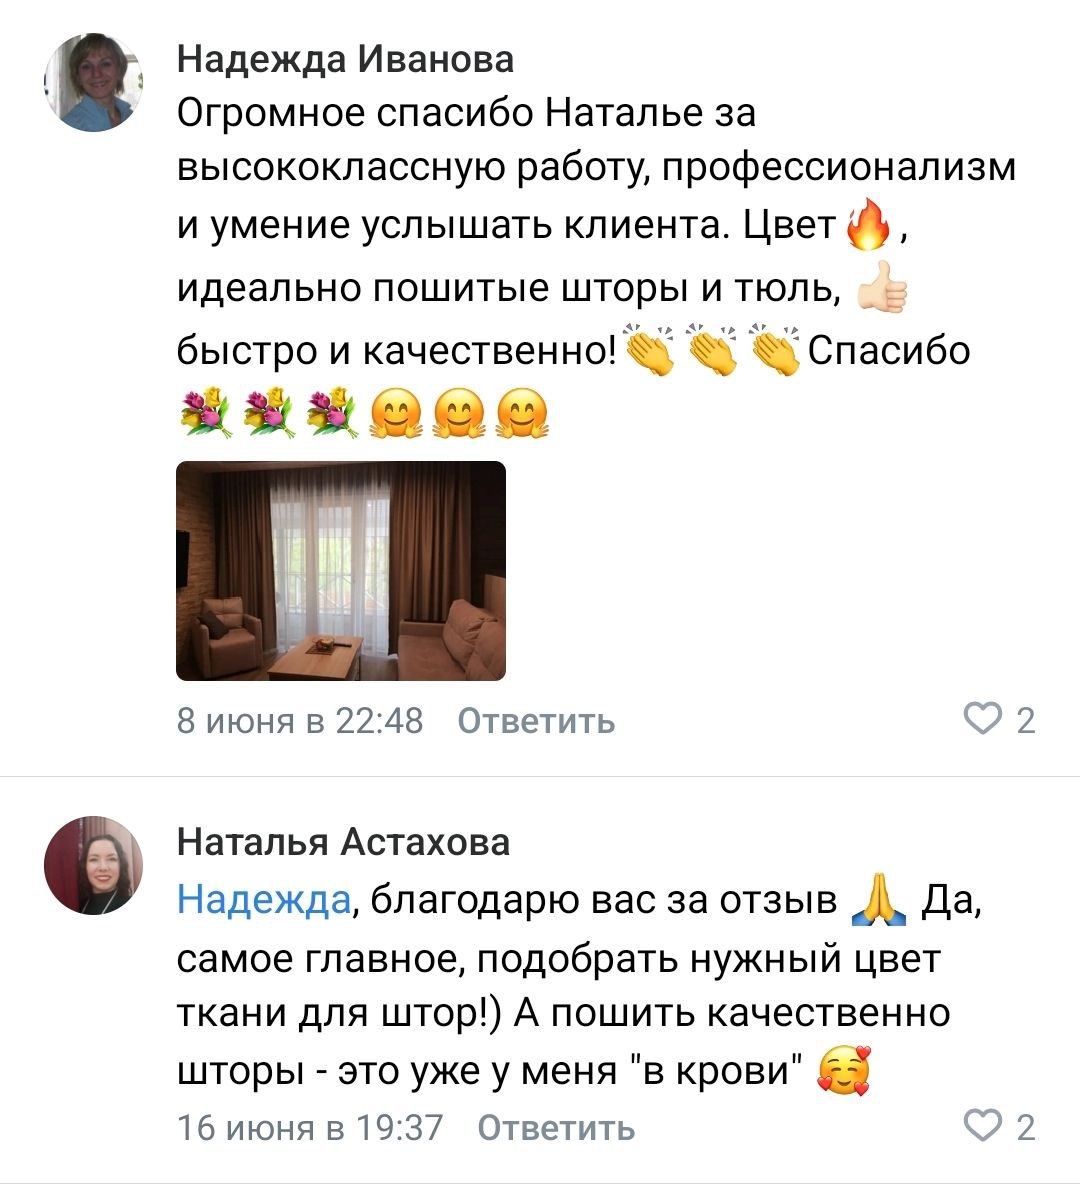 Надежда Иванова
Огромное спасибо Наталье за
высококлассную работу, профессионализм
и умение услышать клиента. Цвет 🔥,
идеально пошитые шторы и тюль, 👍🏻
быстро и качественно!👏👏👏Спасибо
💐💐💐🤗🤗🤗
8 июня в 22:48 Ответить 2
Наталья Астахова
Надежда, благодарю вас за отзыв 🙏 Да,
самое главное, подобрать нужный цвет
ткани для штор!) А пошить качественно
шторы - это уже у меня "в крови" 🥰
16 июня в 19:37 Ответить 2